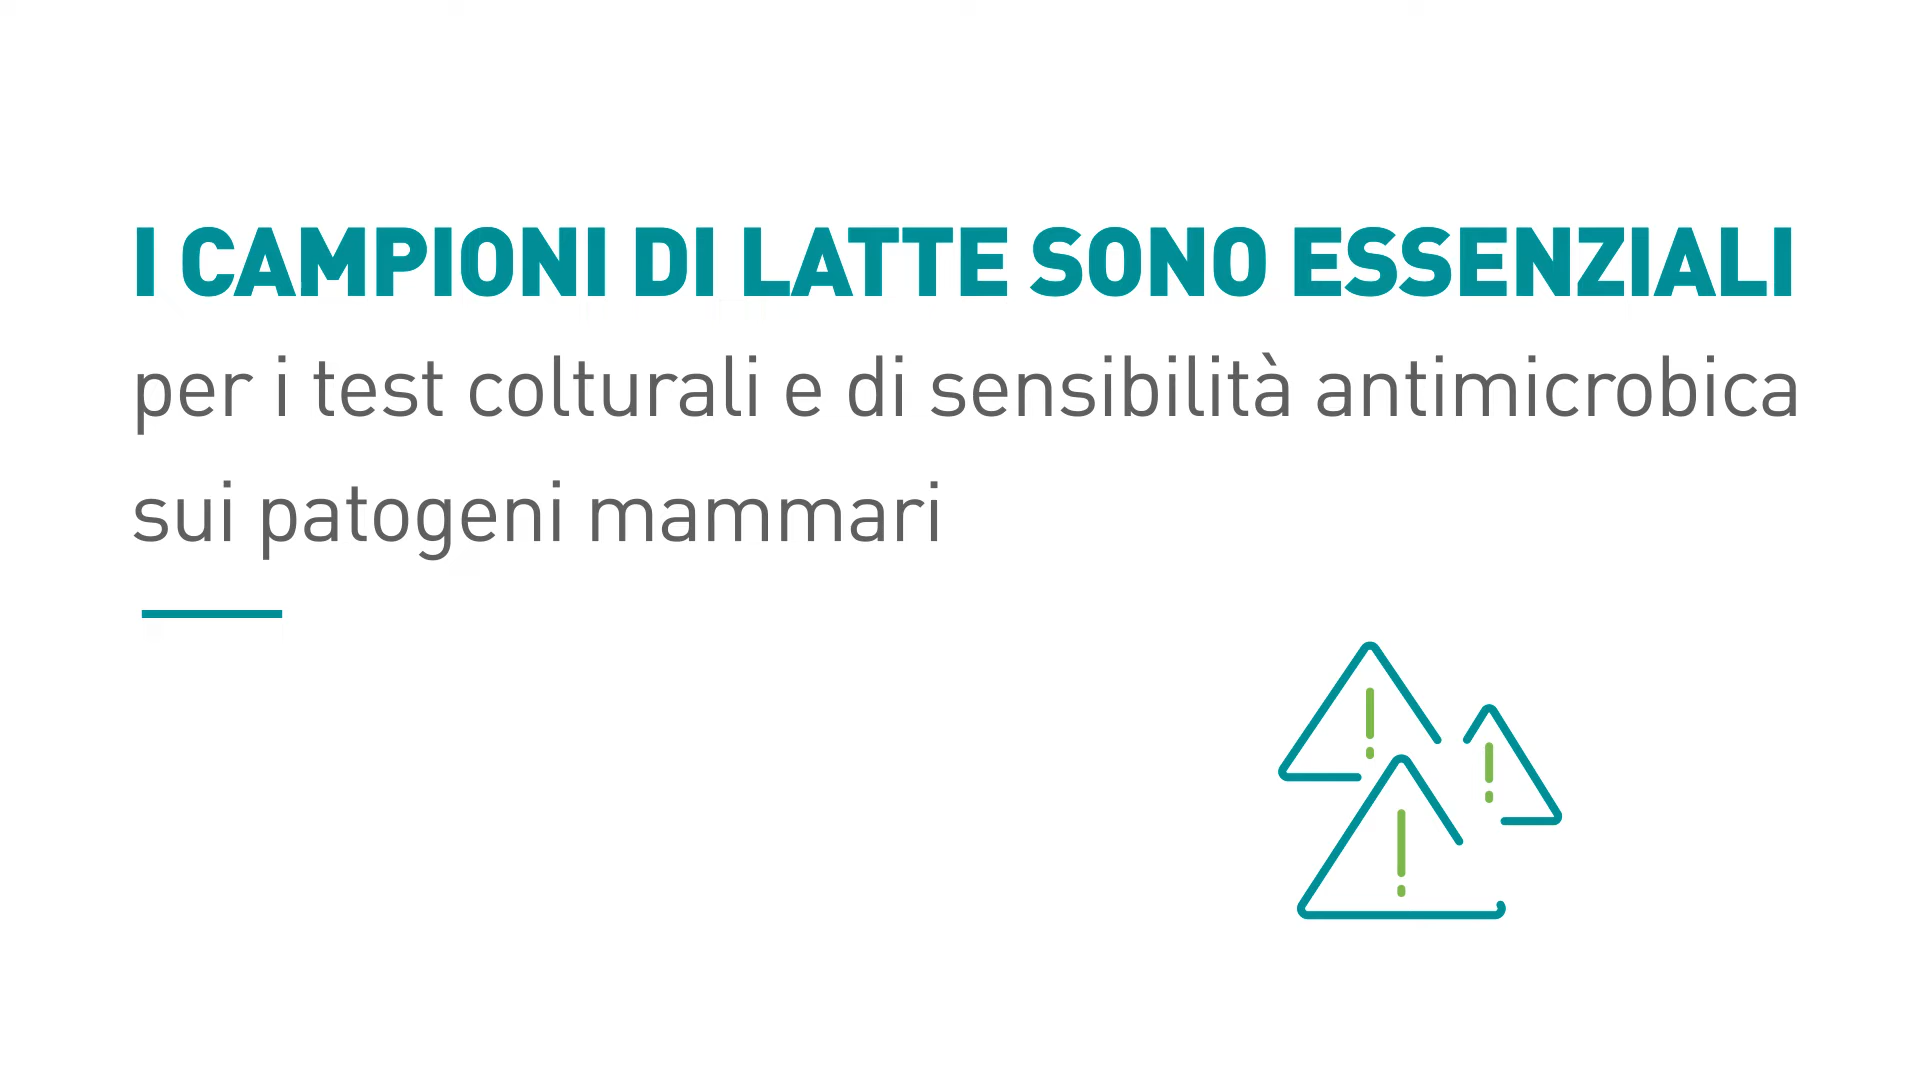 I CAMPIONI DI LATTE SONO ESSENZIALI
per i test colturali e di sensibilità antimicrobica
sui patogeni mammari